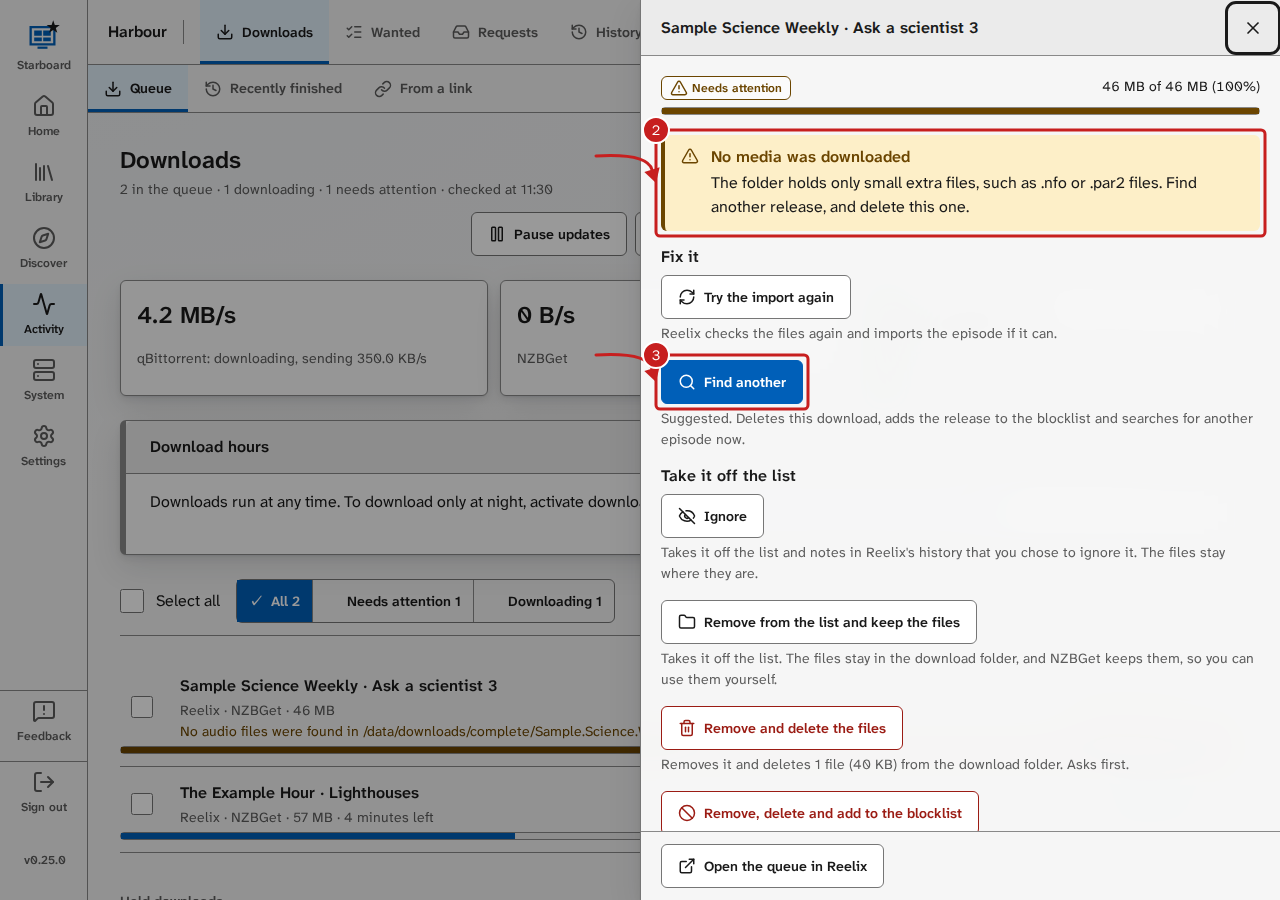 Starboard
Home
Library
Discover
Activity
System
Settings
Feedback
Sign out
v0.25.0
Harbour
Downloads
Wanted
Requests
History
Queue
Recently finished
From a link
Downloads
2 in the queue · 1 downloading · 1 needs attention · checked at 11:30
Pause updates
4.2 MB/s
qBittorrent: downloading, sending 350.0 KB/s
0 B/s
NZBGet
Download hours
Downloads run at any time. To download only at night, activate downlo
Select all
✓ All 2
Needs attention 1
Downloading 1
Sample Science Weekly · Ask a scientist 3
Reelix · NZBGet · 46 MB
No audio files were found in /data/downloads/complete/Sample.Science.
The Example Hour · Lighthouses
Reelix · NZBGet · 57 MB · 4 minutes left
Sample Science Weekly · Ask a scientist 3
Needs attention
46 MB of 46 MB (100%)
2
No media was downloaded
The folder holds only small extra files, such as .nfo or .par2 files. Find
another release, and delete this one.
Fix it
Try the import again
Reelix checks the files again and imports the episode if it can.
3
Find another
Suggested. Deletes this download, adds the release to the blocklist and searches for another
episode now.
Take it off the list
Ignore
Takes it off the list and notes in Reelix's history that you chose to ignore it. The files stay
where they are.
Remove from the list and keep the files
Takes it off the list. The files stay in the download folder, and NZBGet keeps them, so you can
use them yourself.
Remove and delete the files
Removes it and deletes 1 file (40 KB) from the download folder. Asks first.
Remove, delete and add to the blocklist
Open the queue in Reelix